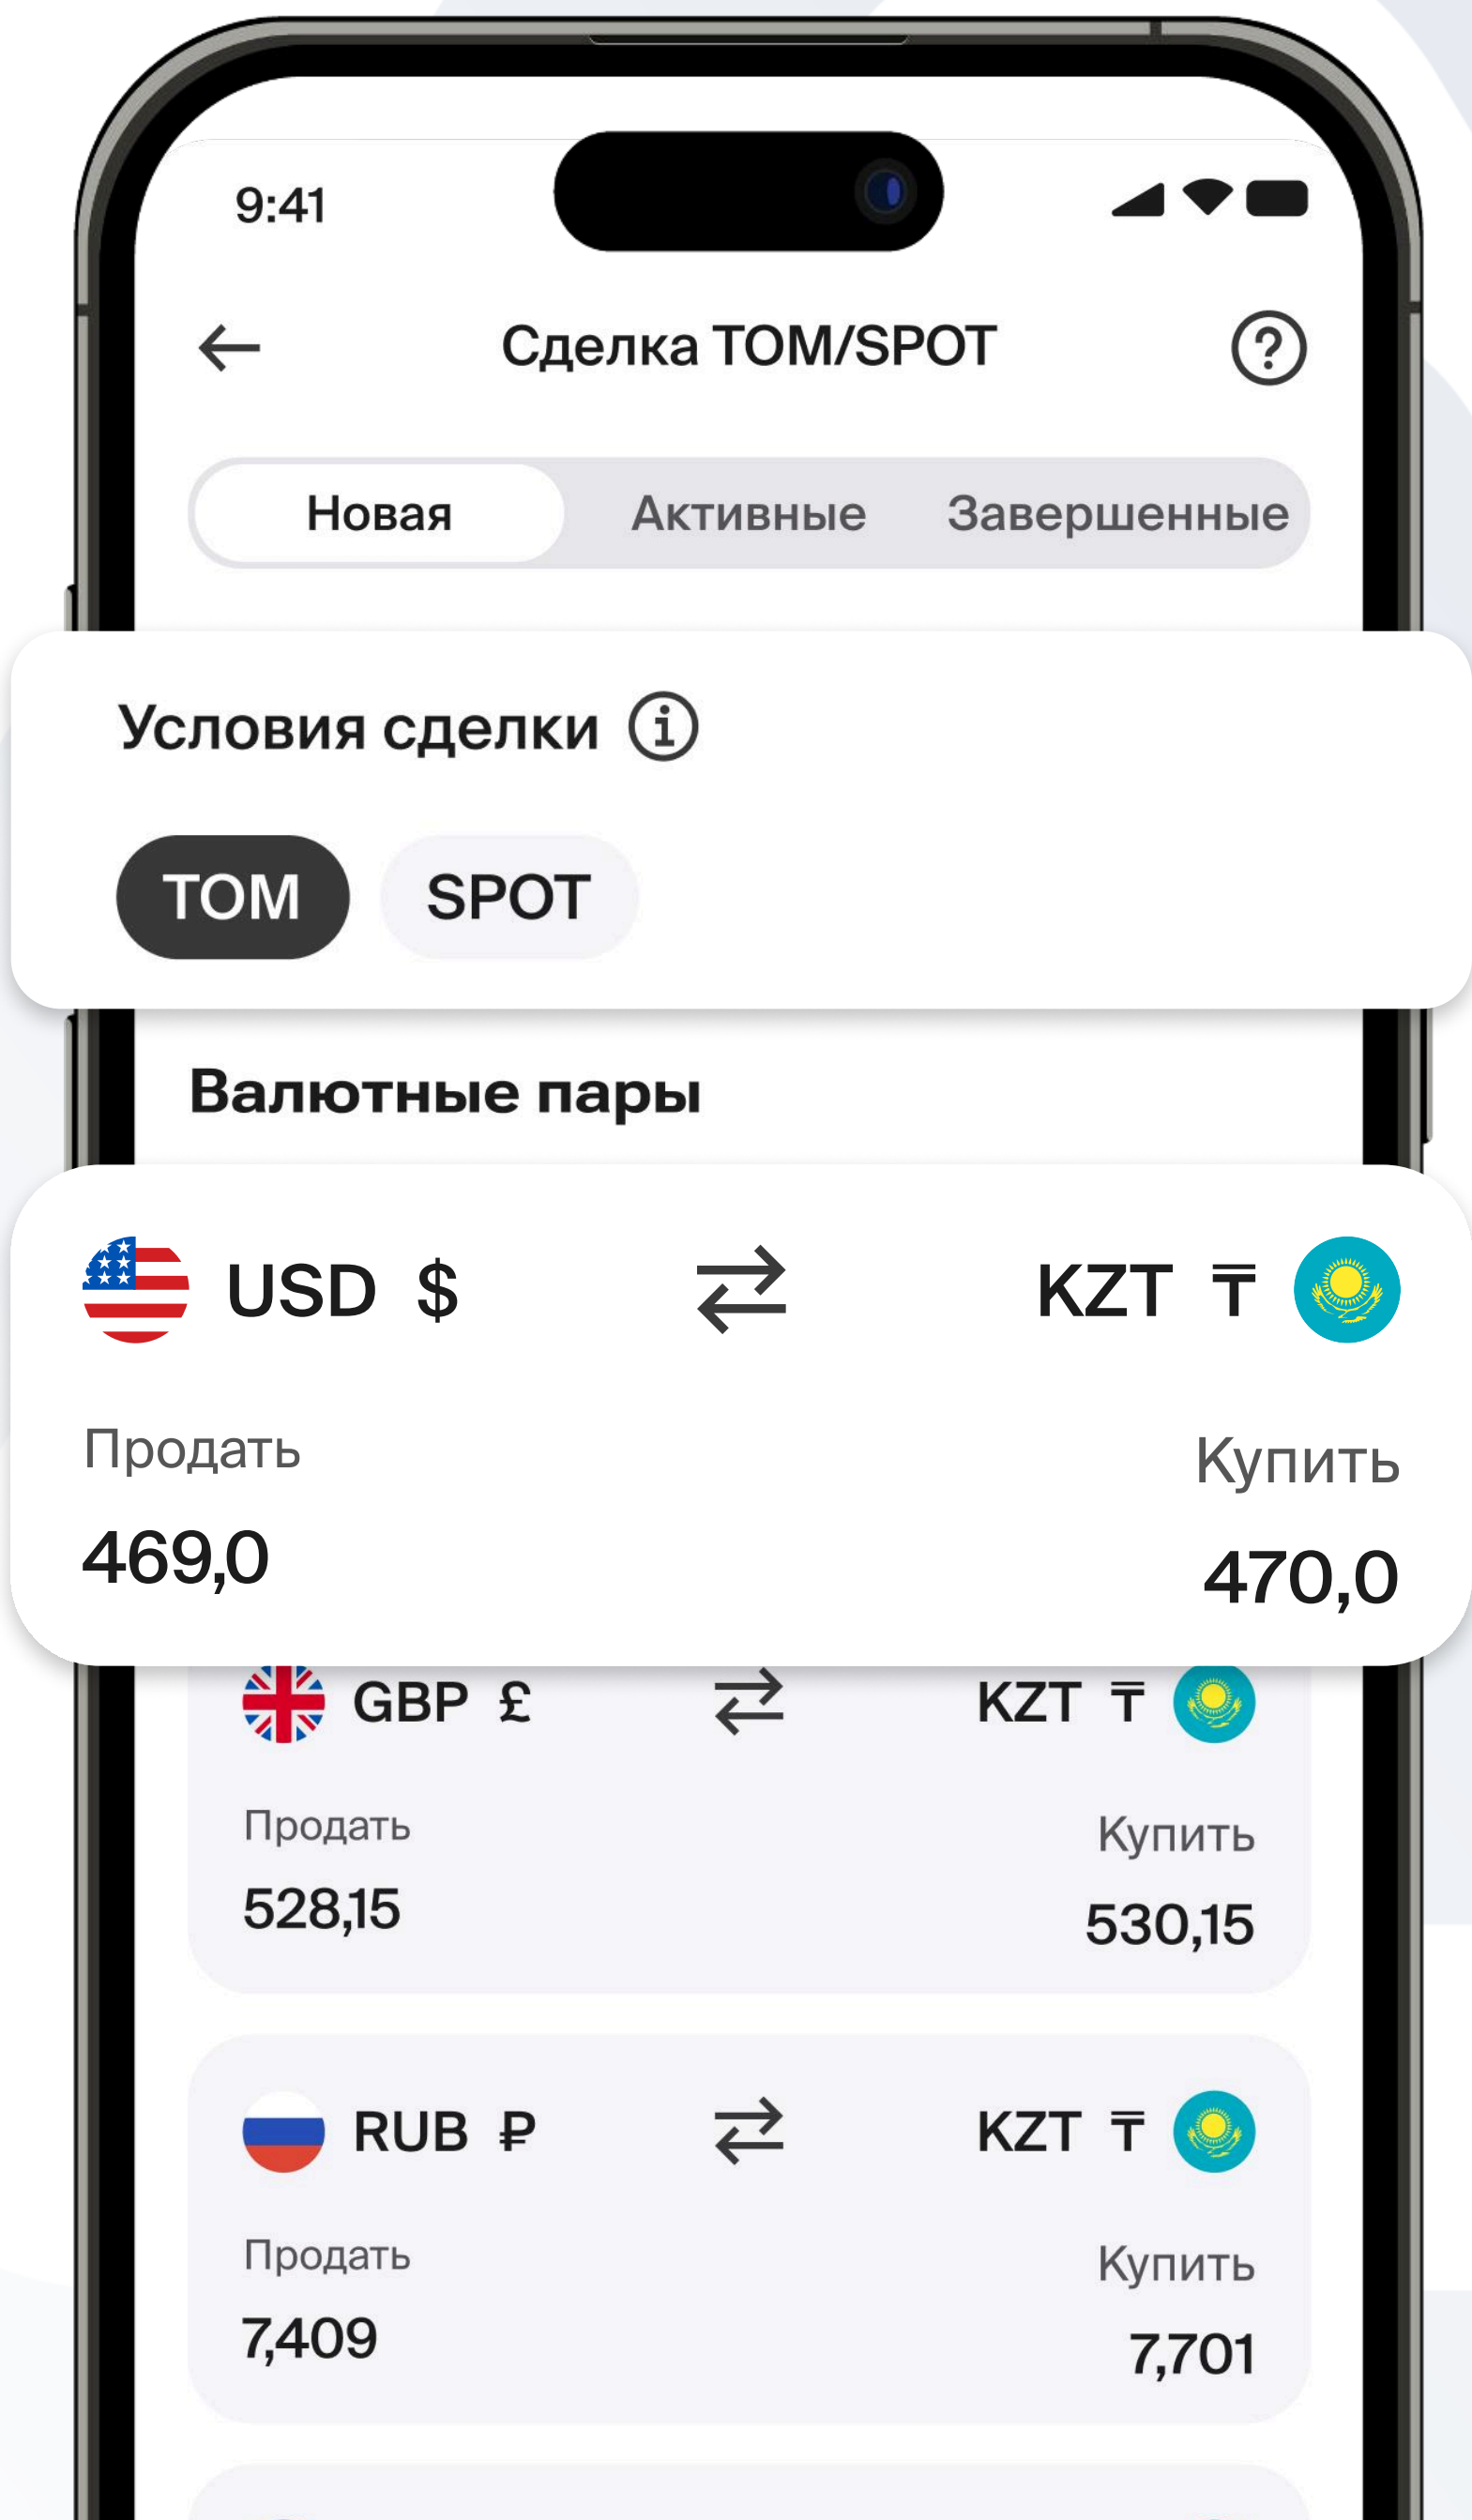 9:41
Сделка TOM/SPOT
Новая Активные Завершенные
Условия сделки
TOM SPOT
Валютные пары
USD $ KZT ₸
Продать Купить
469,0 470,0
GBP £ KZT ₸
Продать Купить
528,15 530,15
RUB ₽ KZT ₸
Продать Купить
7,409 7,701